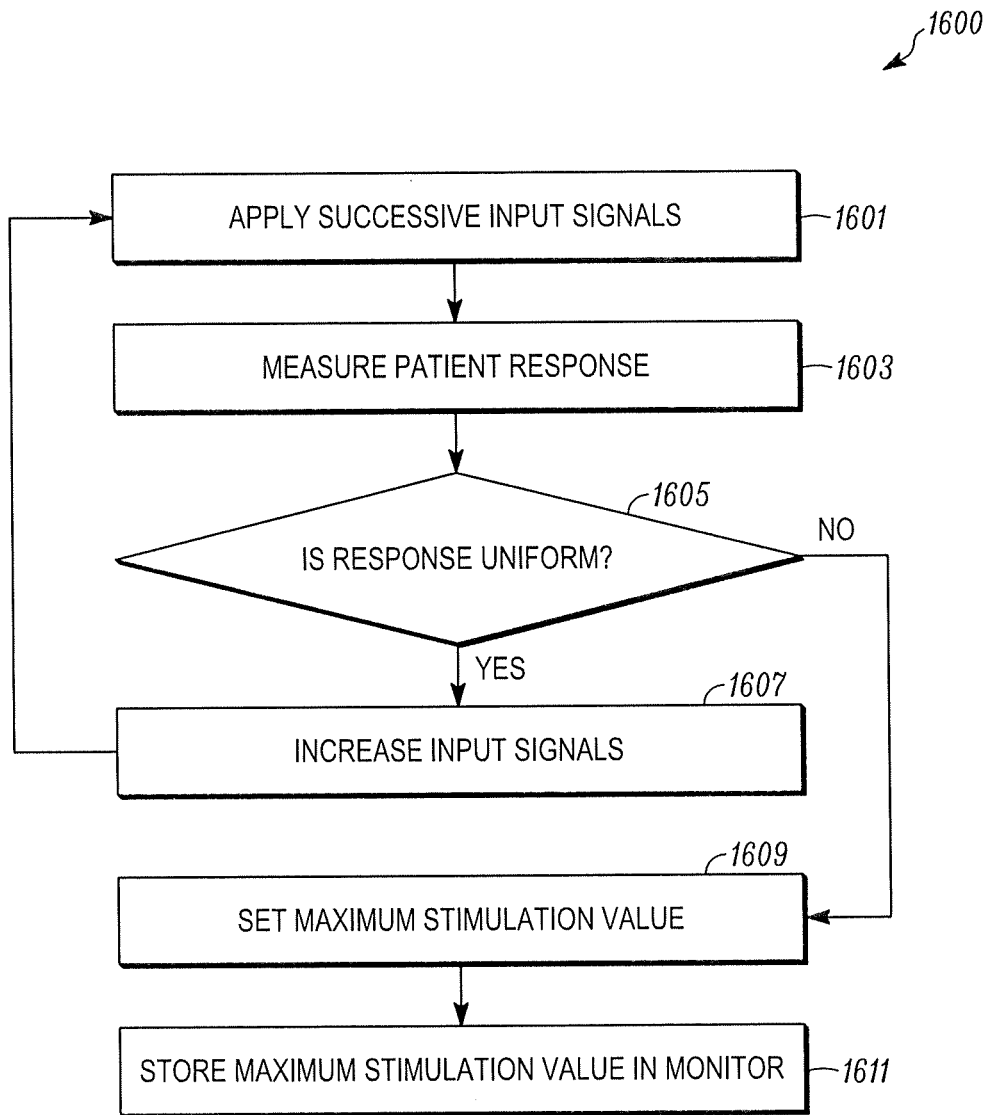 1600
APPLY SUCCESSIVE INPUT SIGNALS
1601
MEASURE PATIENT RESPONSE
1603
1605
IS RESPONSE UNIFORM?
NO
YES
1607
INCREASE INPUT SIGNALS
1609
SET MAXIMUM STIMULATION VALUE
STORE MAXIMUM STIMULATION VALUE IN MONITOR
1611